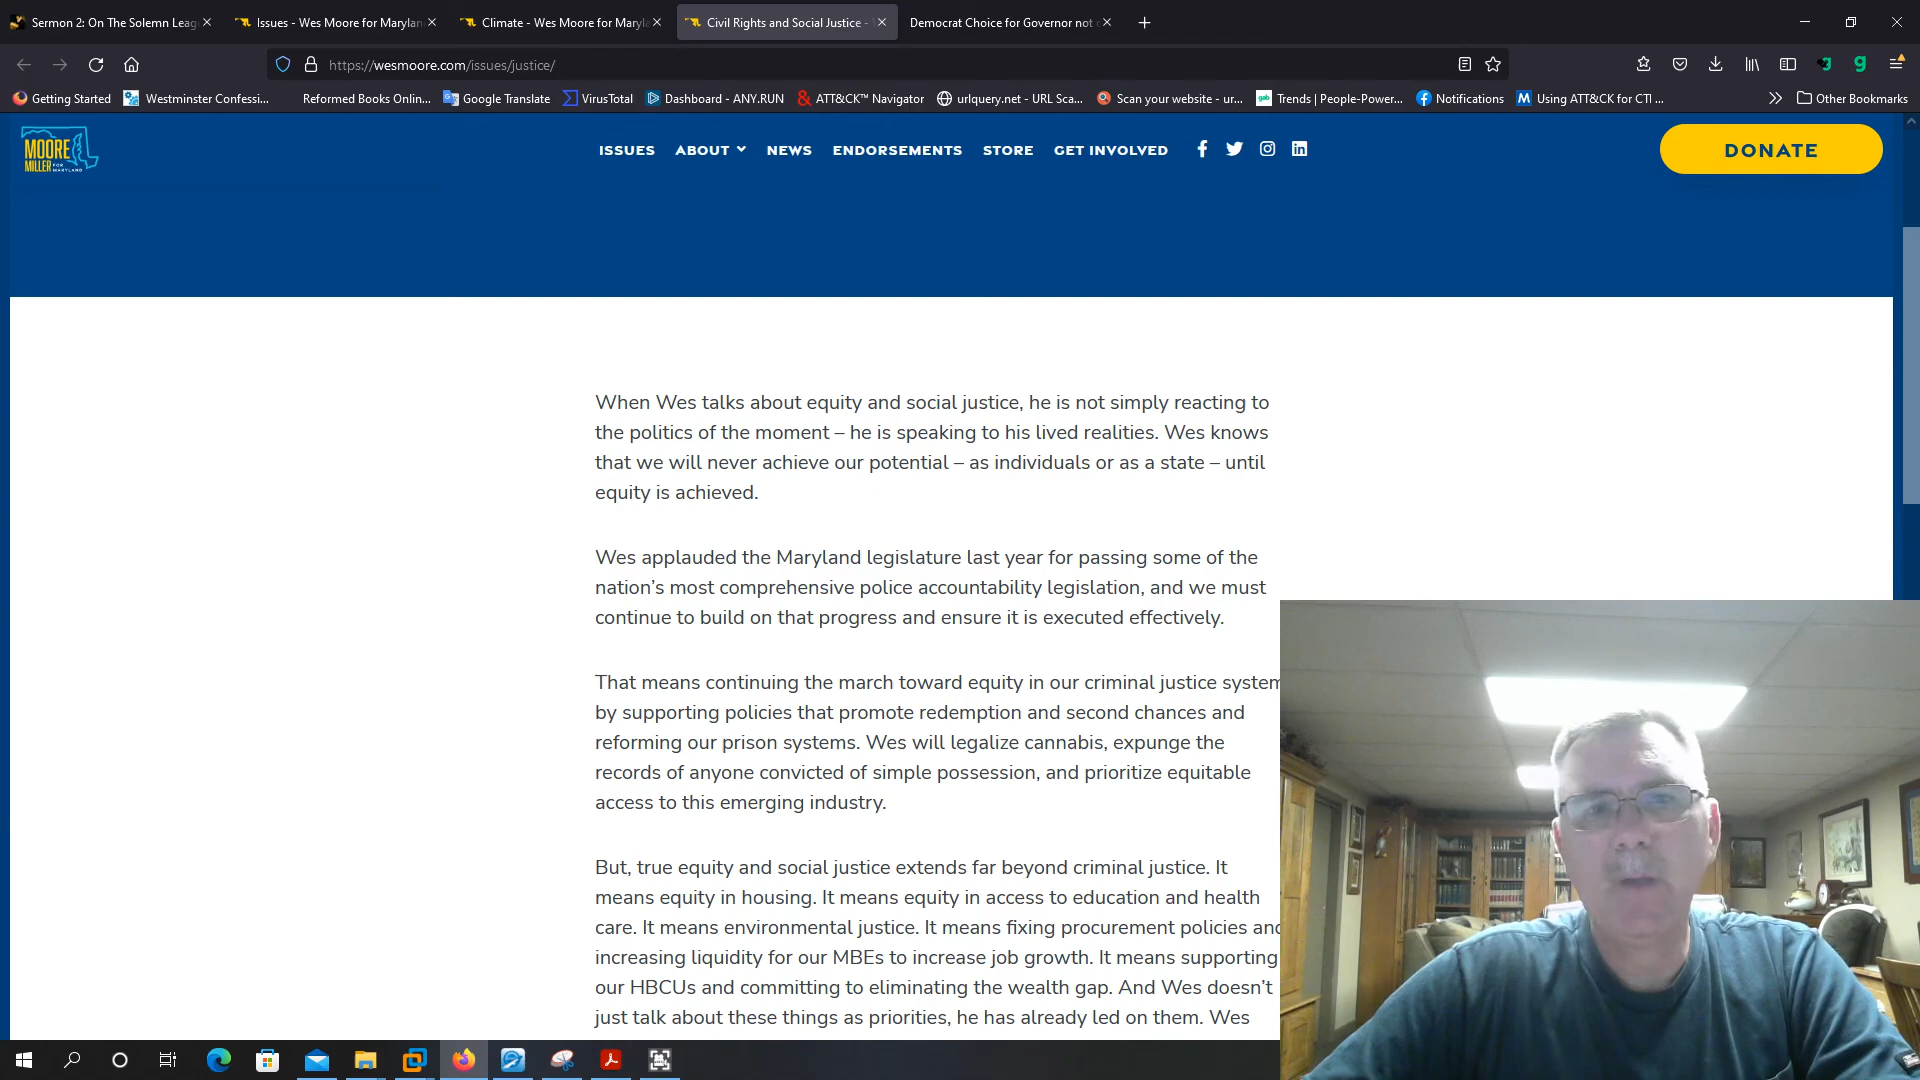 Sermon 2: On The Solemn Leag
Issues - Wes Moore for Marylan
Climate - Wes Moore for Maryla
Civil Rights and Social Justice -
Democrat Choice for Governor not
https://wesmoore.com/issues/justice/
Getting Started
Westminster Confessi...
Reformed Books Onlin...
Google Translate
VirusTotal
Dashboard - ANY.RUN
ATT&CK™ Navigator
urlquery.net - URL Sca...
Scan your website - ur...
Trends | People-Power...
Notifications
Using ATT&CK for CTI ...
Other Bookmarks
MOORE
MILLER FOR MARYLAND
ISSUES
ABOUT
NEWS
ENDORSEMENTS
STORE
GET INVOLVED
DONATE
When Wes talks about equity and social justice, he is not simply reacting to
the politics of the moment – he is speaking to his lived realities. Wes knows
that we will never achieve our potential – as individuals or as a state – until
equity is achieved.
Wes applauded the Maryland legislature last year for passing some of the
nation's most comprehensive police accountability legislation, and we must
continue to build on that progress and ensure it is executed effectively.
That means continuing the march toward equity in our criminal justice system
by supporting policies that promote redemption and second chances and
reforming our prison systems. Wes will legalize cannabis, expunge the
records of anyone convicted of simple possession, and prioritize equitable
access to this emerging industry.
But, true equity and social justice extends far beyond criminal justice. It
means equity in housing. It means equity in access to education and health
care. It means environmental justice. It means fixing procurement policies and
increasing liquidity for our MBEs to increase job growth. It means supporting
our HBCUs and committing to eliminating the wealth gap. And Wes doesn't
just talk about these things as priorities, he has already led on them. Wes